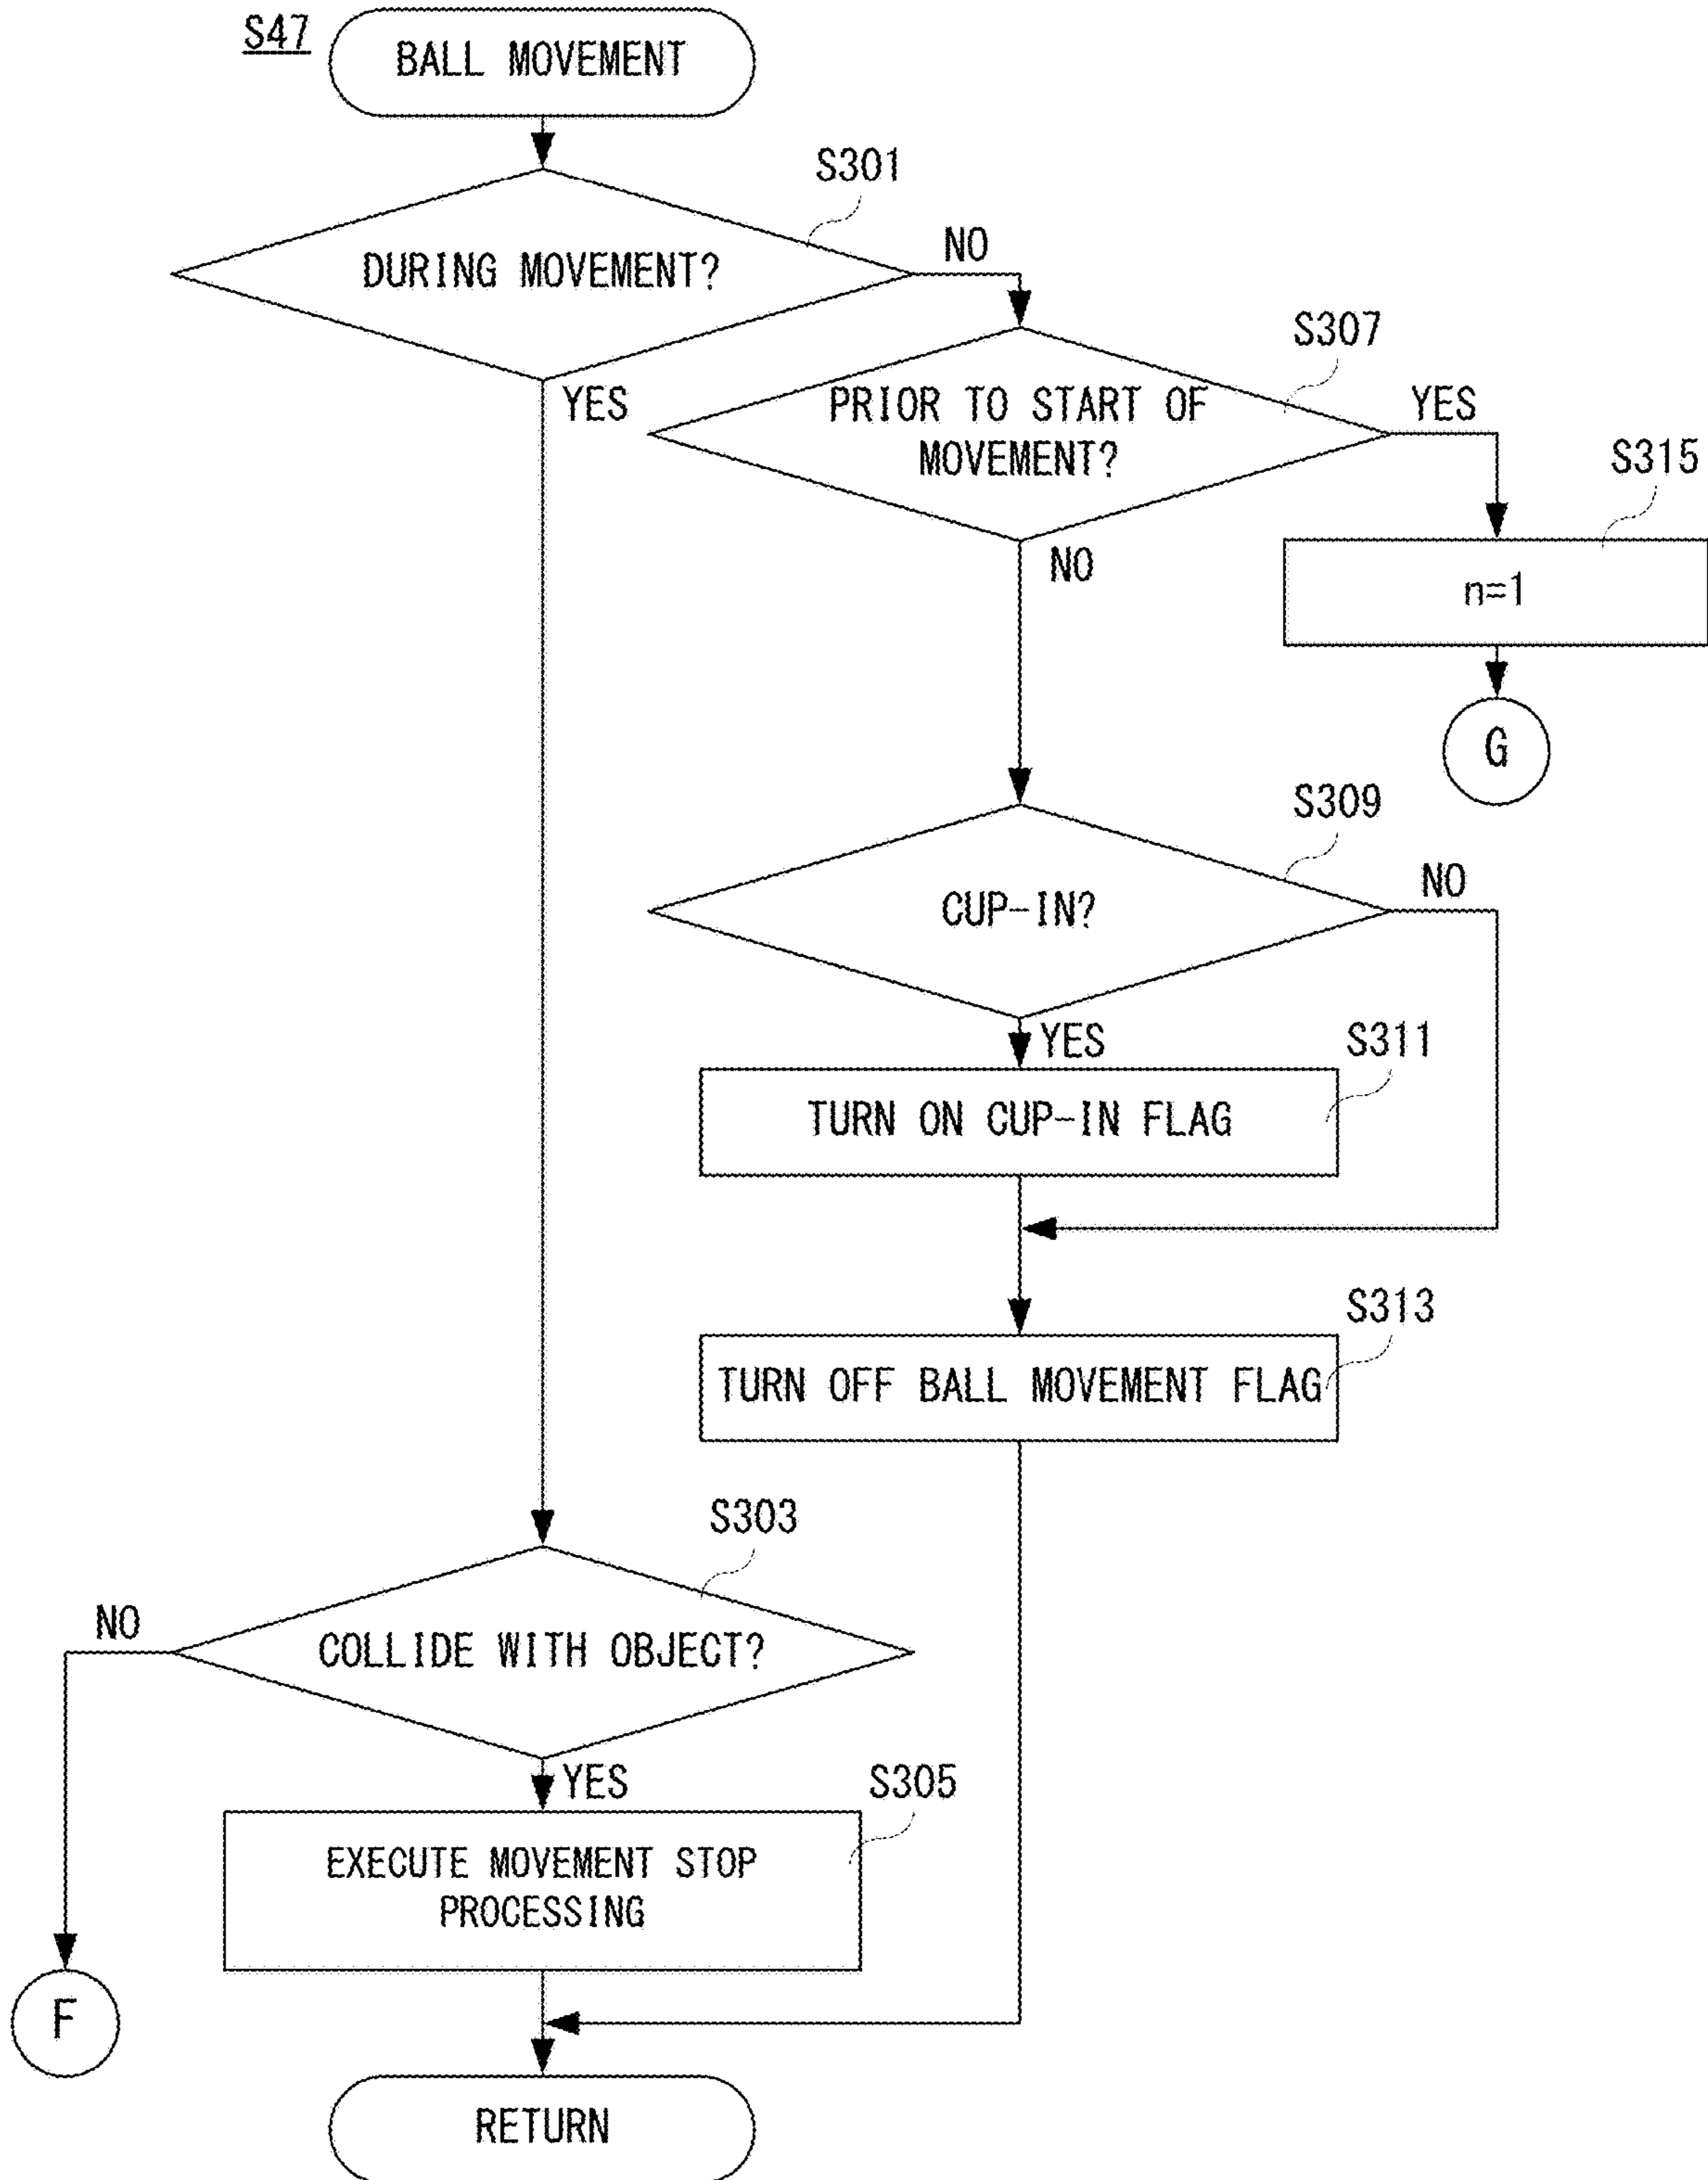 S47
BALL MOVEMENT
S301
DURING MOVEMENT?
NO
YES
S307
PRIOR TO START OF
MOVEMENT?
YES
NO
S315
n=1
G
S309
CUP-IN?
NO
YES
S311
TURN ON CUP-IN FLAG
S313
TURN OFF BALL MOVEMENT FLAG
S303
COLLIDE WITH OBJECT?
NO
YES
S305
EXECUTE MOVEMENT STOP
PROCESSING
F
RETURN